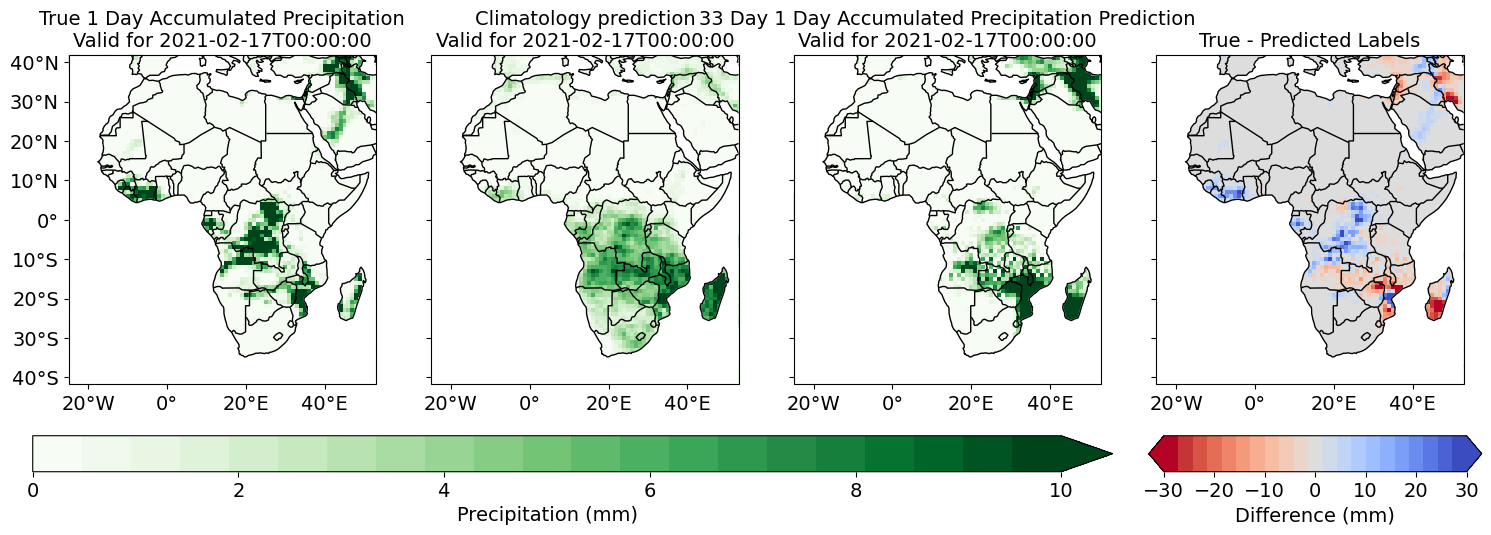 True 1 Day Accumulated Precipitation
Valid for 2021-02-17T00:00:00
Climatology prediction
Valid for 2021-02-17T00:00:00
33 Day 1 Day Accumulated Precipitation Prediction
Valid for 2021-02-17T00:00:00
True - Predicted Labels
40°N
30°N
20°N
10°N
0°
10°S
20°S
30°S
40°S
20°W 0° 20°E 40°E
20°W 0° 20°E 40°E
20°W 0° 20°E 40°E
20°W 0° 20°E 40°E
0 2 4 6 8 10
Precipitation (mm)
−30 −20 −10 0 10 20 30
Difference (mm)